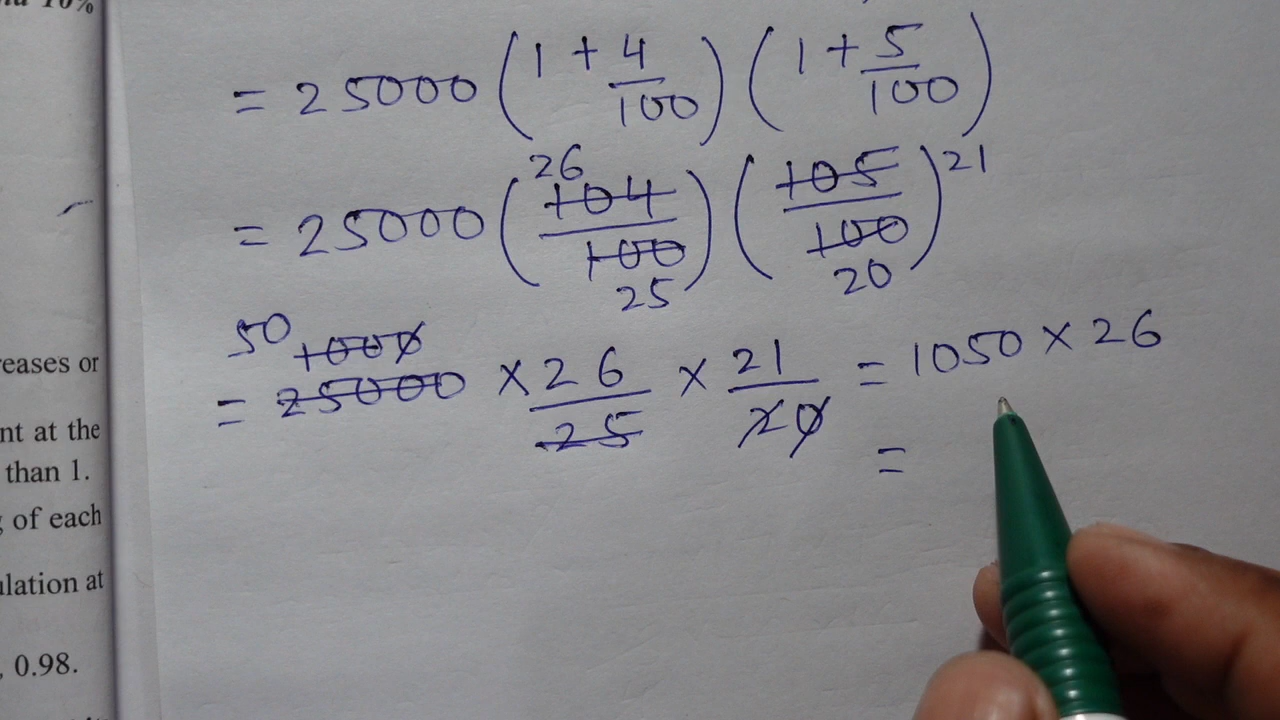 10%
= 25000 (1 + 4/100) (1 + 5/100)
26 21
= 25000 (104/100) (105/100)
25 20
50 1000
= 25000 × 26/25 × 21/20 = 1050 × 26
=
reases or
nt at the
than 1.
of each
ulation at
, 0.98.